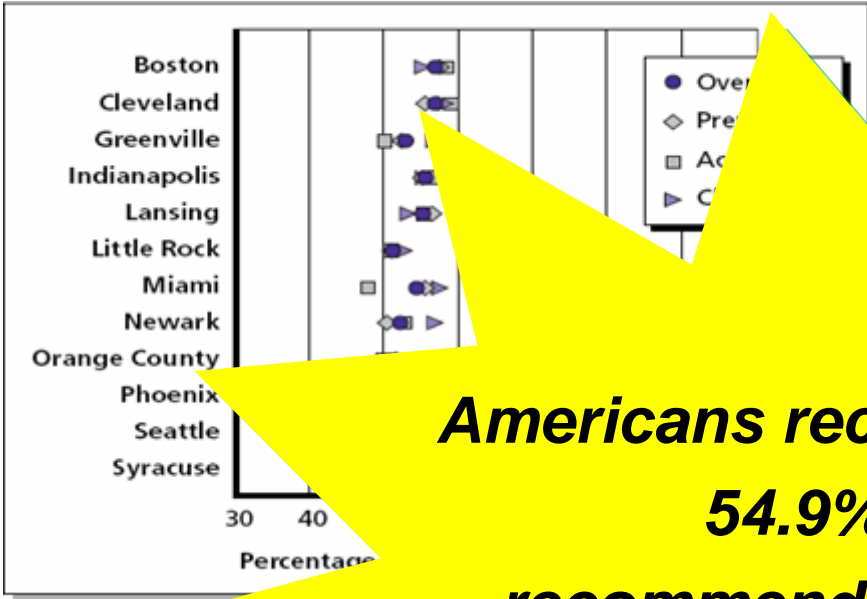 Boston
Cleveland
Greenville
Indianapolis
Lansing
Little Rock
Miami
Newark
Orange County
Phoenix
Seattle
Syracuse
30 40
Percentage
Americans
54.9%